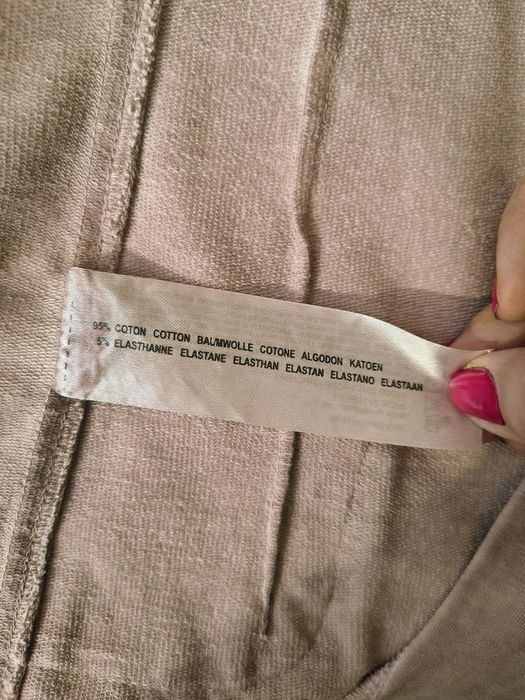 95% COTON COTTON BAUMWOLLE COTONE ALGODON KATOEN
5% ELASTHANNE ELASTANE ELASTHAN ELASTAN ELASTANO ELASTAAN